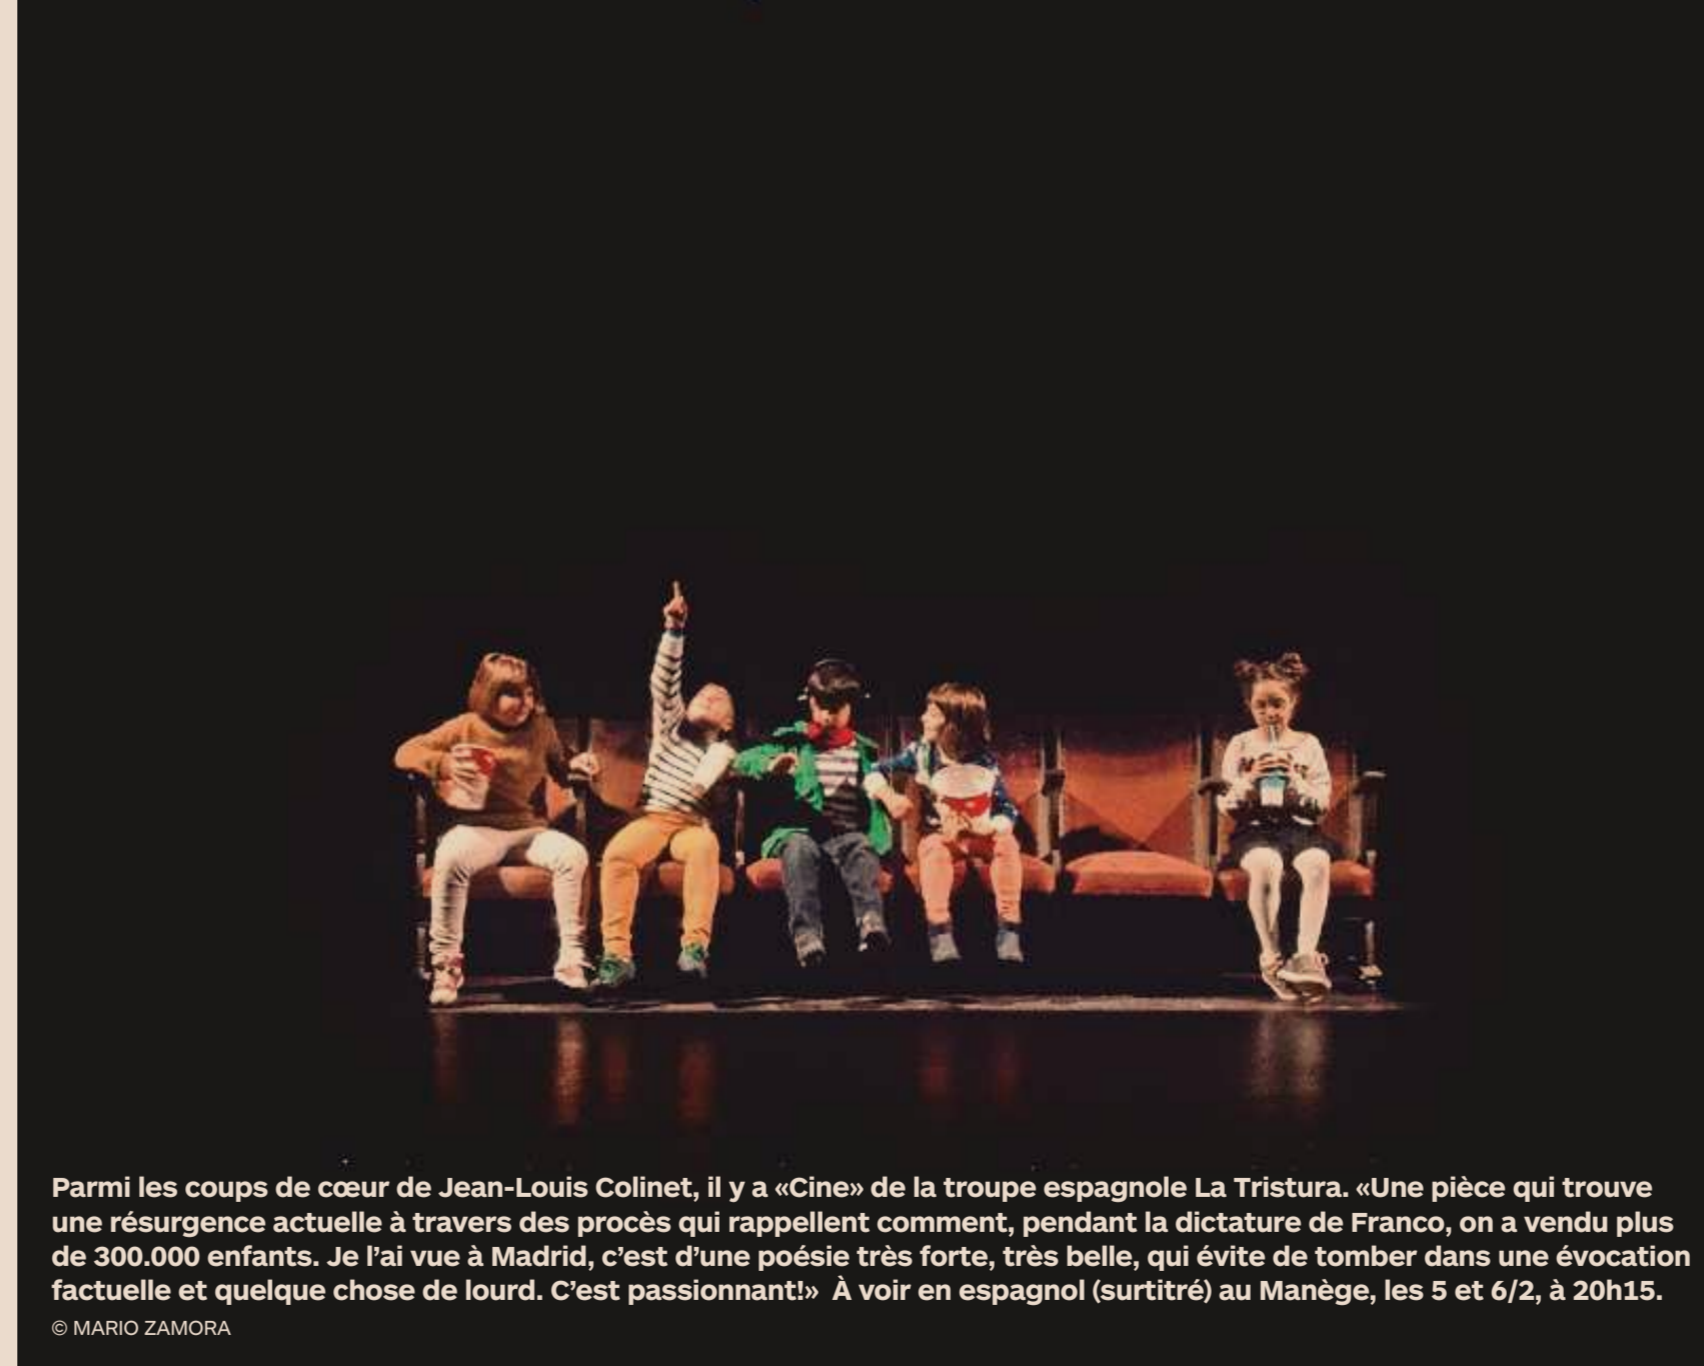 Parmi les coups de cœur de Jean-Louis Colinet, il y a «Cine» de la troupe espagnole La Tristura. «Une pièce qui trouve
une résurgence actuelle à travers des procès qui rappellent comment, pendant la dictature de Franco, on a vendu plus
de 300.000 enfants. Je l’ai vue à Madrid, c’est d’une poésie très forte, très belle, qui évite de tomber dans une évocation
factuelle et quelque chose de lourd. C’est passionnant!» À voir en espagnol (surtitré) au Manège, les 5 et 6/2, à 20h15.
© MARIO ZAMORA